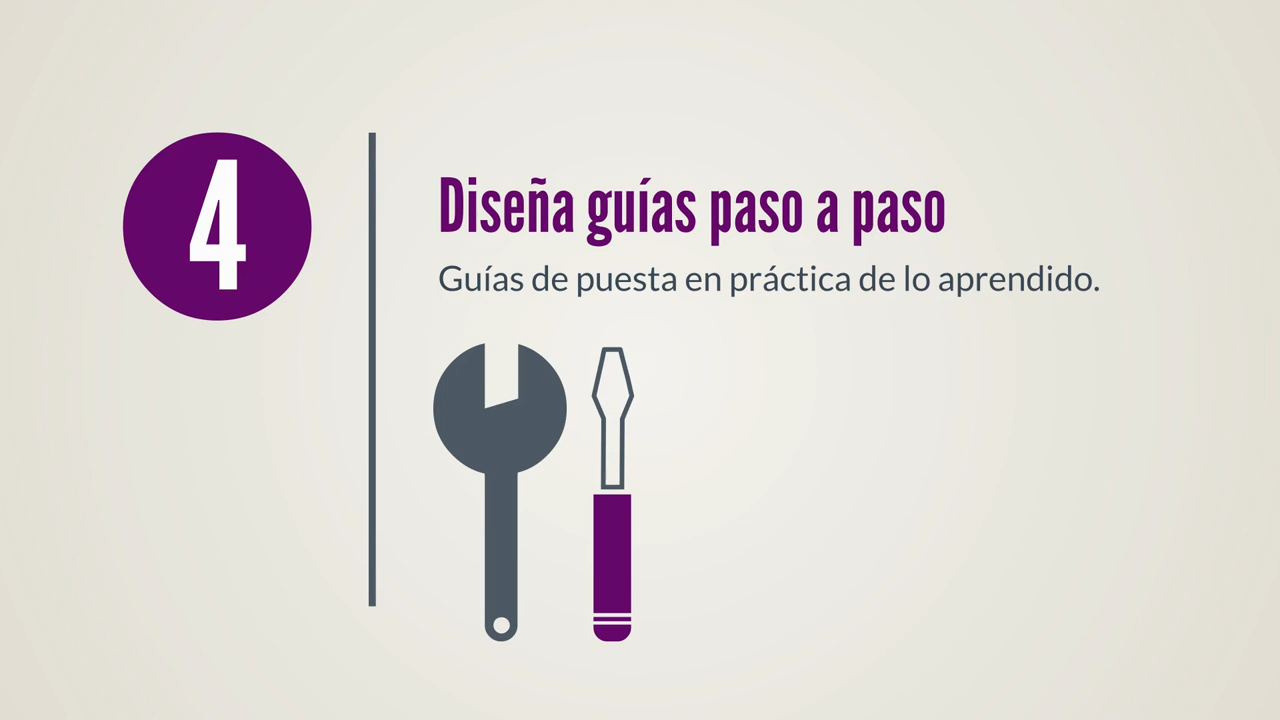 4
Diseña guías paso a paso
Guías de puesta en práctica de lo aprendido.